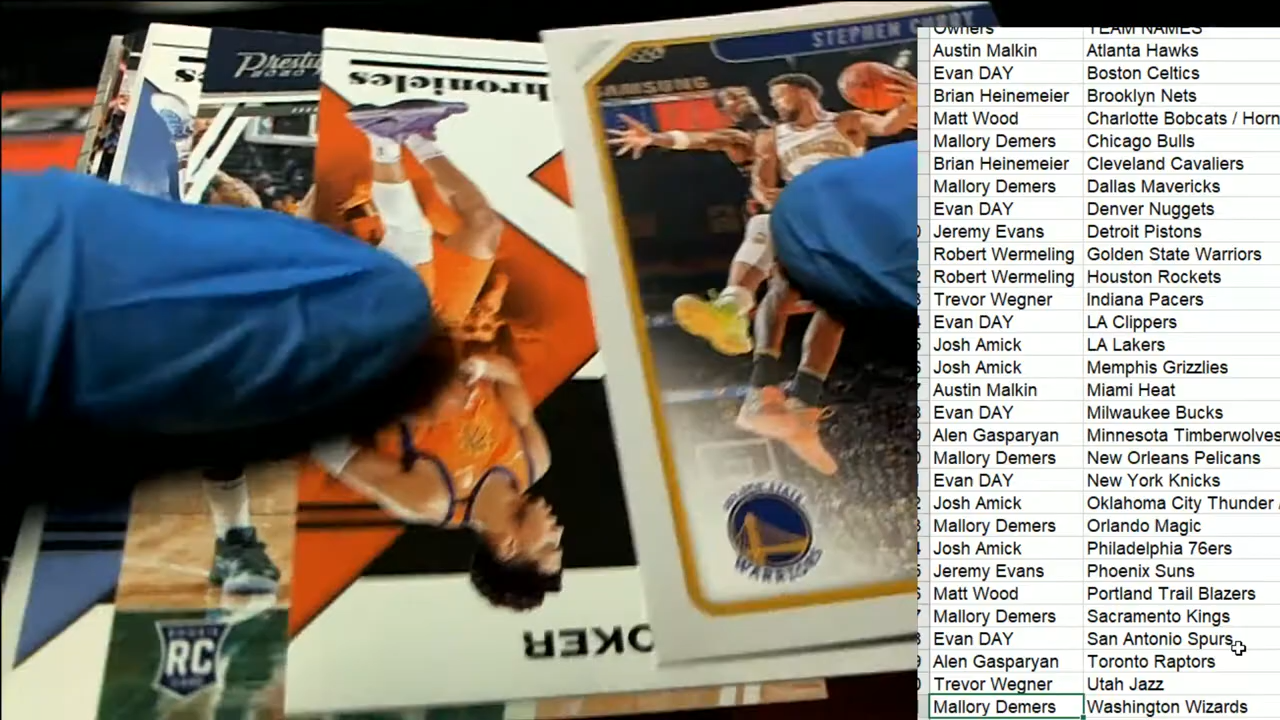 STEPHEN CURRY
SAMSUNG
Prestige
Chronicles
GOLDEN STATE
WARRIORS
OKER
ROOKIE
RC
Owners TEAM NAMES
Austin Malkin Atlanta Hawks
Evan DAY Boston Celtics
Brian Heinemeier Brooklyn Nets
Matt Wood Charlotte Bobcats / Horn
Mallory Demers Chicago Bulls
Brian Heinemeier Cleveland Cavaliers
Mallory Demers Dallas Mavericks
Evan DAY Denver Nuggets
Jeremy Evans Detroit Pistons
Robert Wermeling Golden State Warriors
Robert Wermeling Houston Rockets
Trevor Wegner Indiana Pacers
Evan DAY LA Clippers
Josh Amick LA Lakers
Josh Amick Memphis Grizzlies
Austin Malkin Miami Heat
Evan DAY Milwaukee Bucks
Alen Gasparyan Minnesota Timberwolves
Mallory Demers New Orleans Pelicans
Evan DAY New York Knicks
Josh Amick Oklahoma City Thunder /
Mallory Demers Orlando Magic
Josh Amick Philadelphia 76ers
Jeremy Evans Phoenix Suns
Matt Wood Portland Trail Blazers
Mallory Demers Sacramento Kings
Evan DAY San Antonio Spurs
Alen Gasparyan Toronto Raptors
Trevor Wegner Utah Jazz
Mallory Demers Washington Wizards